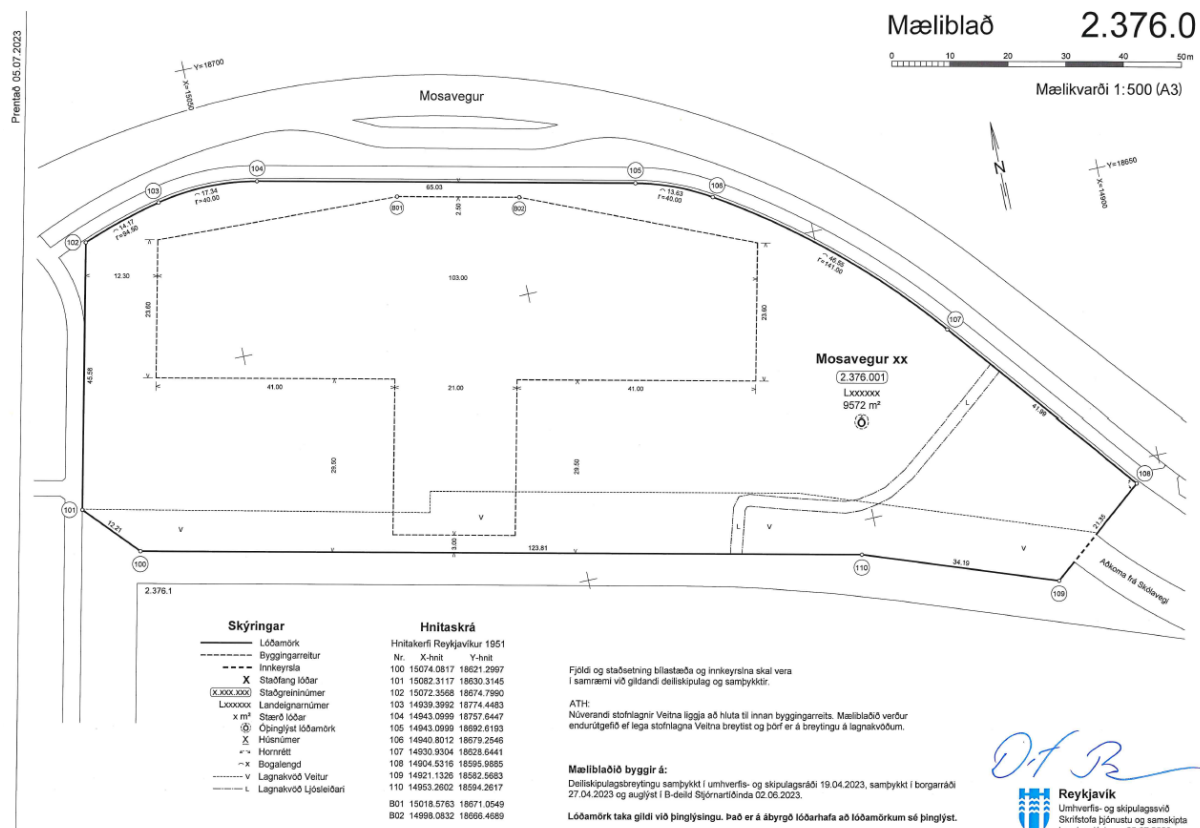 Prentað 05.07.2023
Mæliblað 2.376.0
0 10 20 30 40 50m
Mælikvarði 1:500 (A3)
Y=18700
X=15050
Mosavegur
Y=18650
X=14900
N
104
103
105
106
102
17.34
r=40.00
65.03
13.63
r=40.00
14.17
r=94.50
B01
B02
2.50
12.30
103.00
46.55
r=141.00
23.60
23.60
107
45.58
Mosavegur xx
2.376.001
Lxxxxxx
9572 m²
41.00
21.00
41.00
L
41.99
29.50
29.50
108
101
12.21
V
V
L
V
V
21.35
3.00
123.81
100
110
34.19
109
Aðkoma frá Skólavegi
2.376.1
Skýringar
Lóðamörk
Byggingarreitur
Innkeyrsla
X Staðfang lóðar
X.XXX.XXX Staðgreininúmer
Lxxxxxx Landeignarnúmer
x m² Stærð lóðar
Óþinglýst lóðamörk
X Húsnúmer
Hornrétt
x Bogalengd
V Lagnakvöð Veitur
L Lagnakvöð Ljósleiðari
Hnitaskrá
Hnitakerfi Reykjavíkur 1951
Nr. X-hnit Y-hnit
100 15074.0817 18621.2997
101 15082.3117 18630.3145
102 15072.3568 18674.7990
103 14939.3992 18774.4483
104 14943.0999 18757.6447
105 14943.0999 18692.6193
106 14940.8012 18679.2546
107 14930.9304 18628.6441
108 14904.5316 18595.9885
109 14921.1326 18582.5683
110 14953.2602 18594.2617
B01 15018.5763 18671.0549
B02 14998.0832 18666.4689
Fjöldi og staðsetning bílastæða og innkeyrslna skal vera
í samræmi við gildandi deiliskipulag og samþykktir.
ATH:
Núverandi stofnlagnir Veitna liggja að hluta til innan byggingarreits. Mæliblaðið verður
endurútgefið ef lega stofnlagna Veitna breytist og þörf er á breytingu á lagnakvöðum.
Mæliblaðið byggir á:
Deiliskipulagsbreytingu samþykkt í umhverfis- og skipulagsráði 19.04.2023, samþykkt í borgarráði
27.04.2023 og auglýst í B-deild Stjórnartíðinda 02.06.2023.
Lóðamörk taka gildi við þinglýsingu. Það er á ábyrgð lóðarhafa að lóðamörkum sé þinglýst.
Reykjavík
Umhverfis- og skipulagssvið
Skrifstofa þjónustu og samskipta